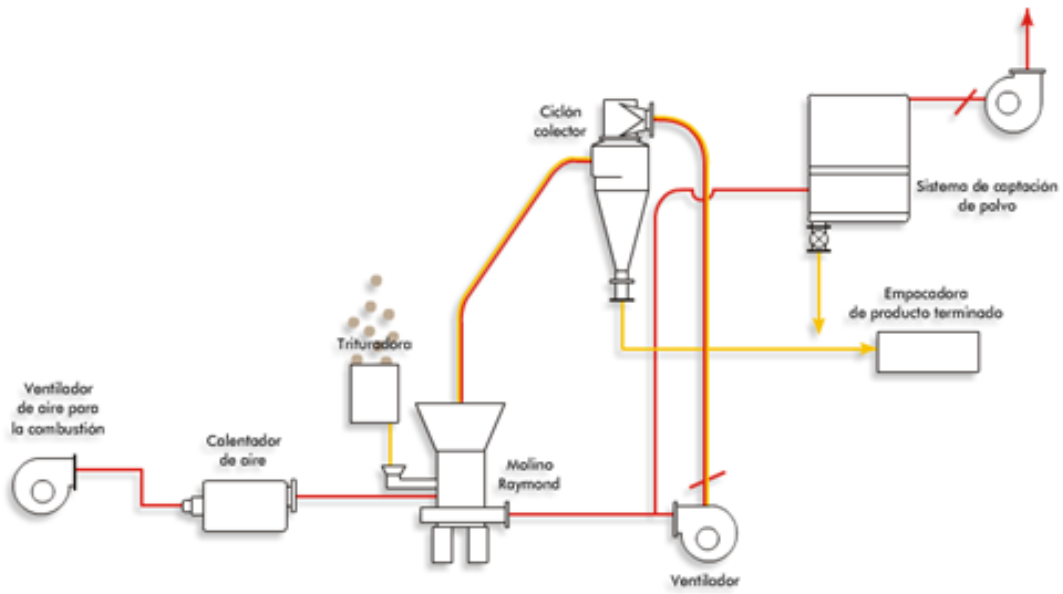 Ciclón
colector
Sistema de captación
de polvo
Empacadora
de producto terminado
Trituradora
Ventilador
de aire para
la combustión
Calentador
de aire
Molino
Raymond
Ventilador